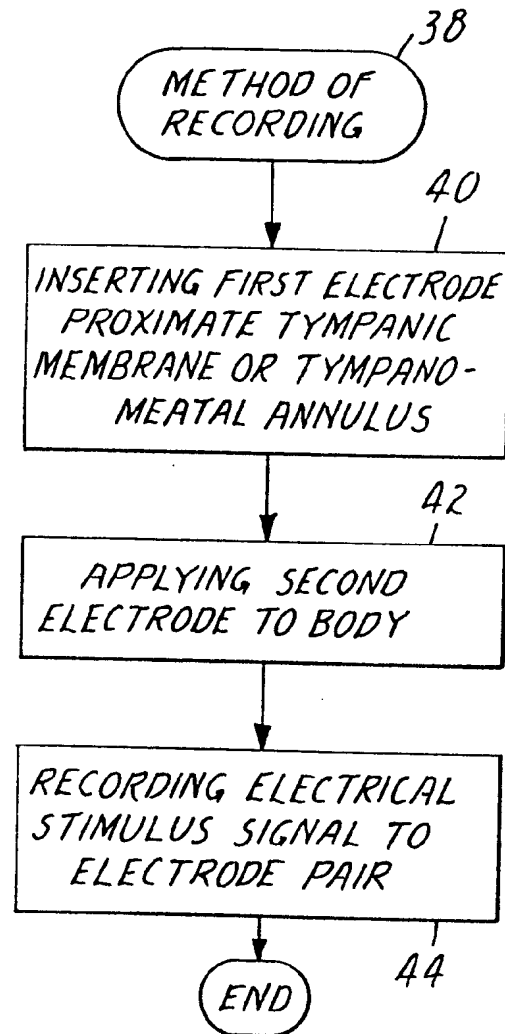 38
METHOD OF
RECORDING
40
INSERTING FIRST ELECTRODE
PROXIMATE TYMPANIC
MEMBRANE OR TYMPANO-
MEATAL ANNULUS
42
APPLYING SECOND
ELECTRODE TO BODY
RECORDING ELECTRICAL
STIMULUS SIGNAL TO
ELECTRODE PAIR
44
END